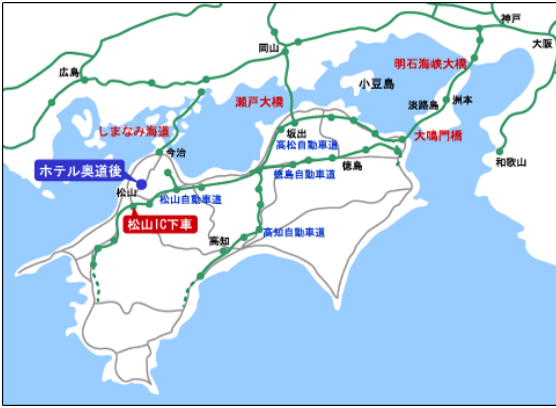 神戸
大阪
岡山
明石海峡大橋
広島
小豆島
瀬戸大橋
淡路島
洲本
しまなみ海道
坂出
大鳴門橋
高松自動車道
今治
徳島
和歌山
ホテル奥道後
徳島自動車道
松山
松山自動車道
松山IC下車
高知
高知自動車道